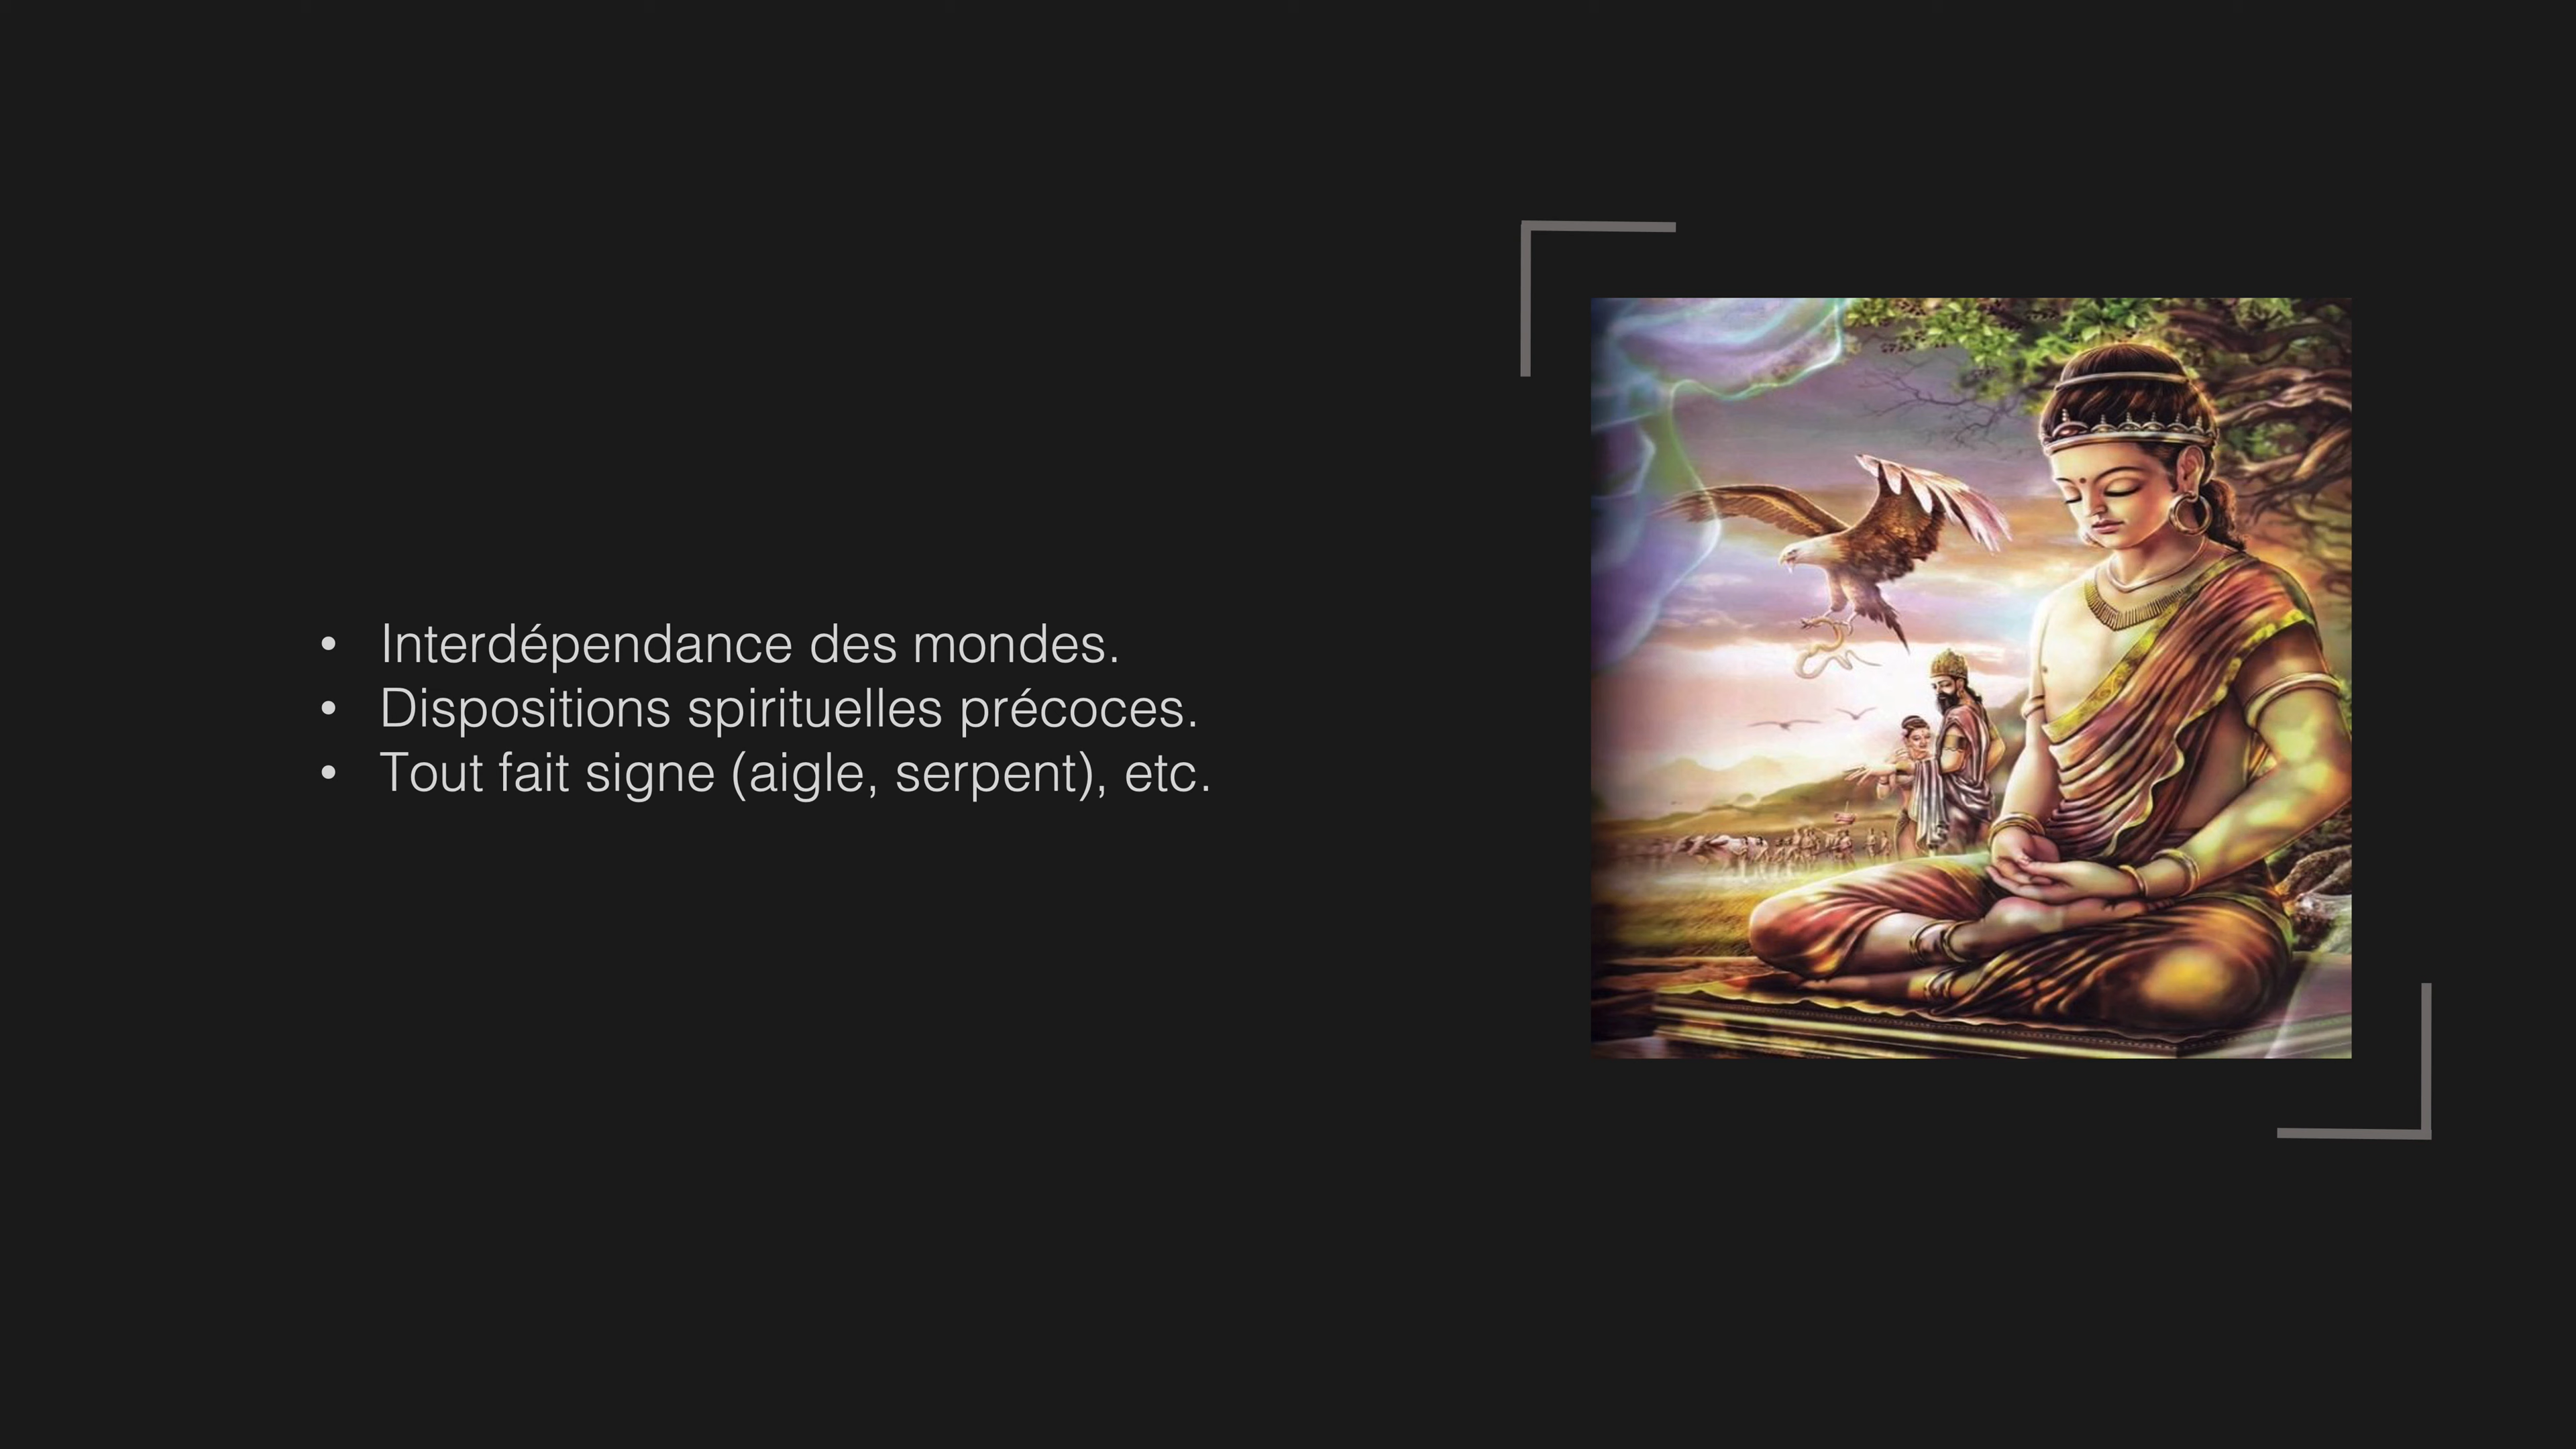 • Interdépendance des mondes.
• Dispositions spirituelles précoces.
• Tout fait signe (aigle, serpent), etc.